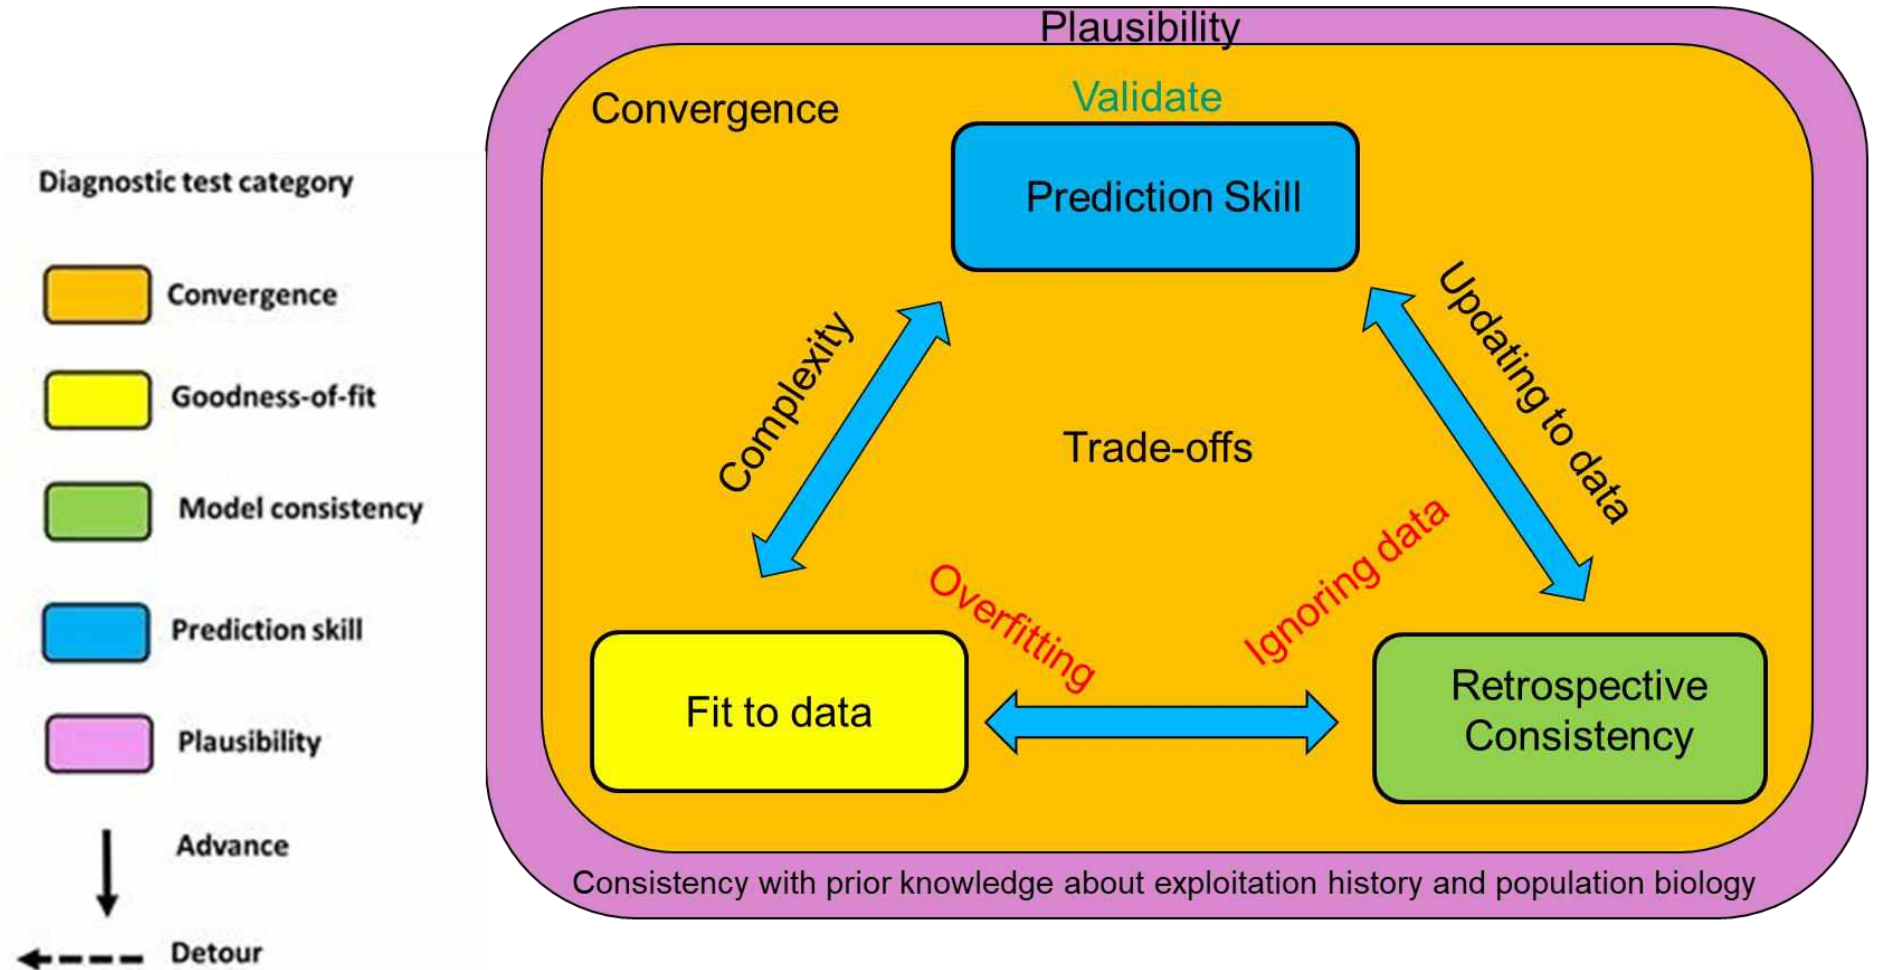 Diagnostic test category
Convergence
Goodness-of-fit
Model consistency
Prediction skill
Plausibility
Advance
Detour
Plausibility
Convergence
Validate
Prediction Skill
Complexity
Updating to data
Trade-offs
Overfitting
Ignoring data
Fit to data
Retrospective
Consistency
Consistency with prior knowledge about exploitation history and population biology